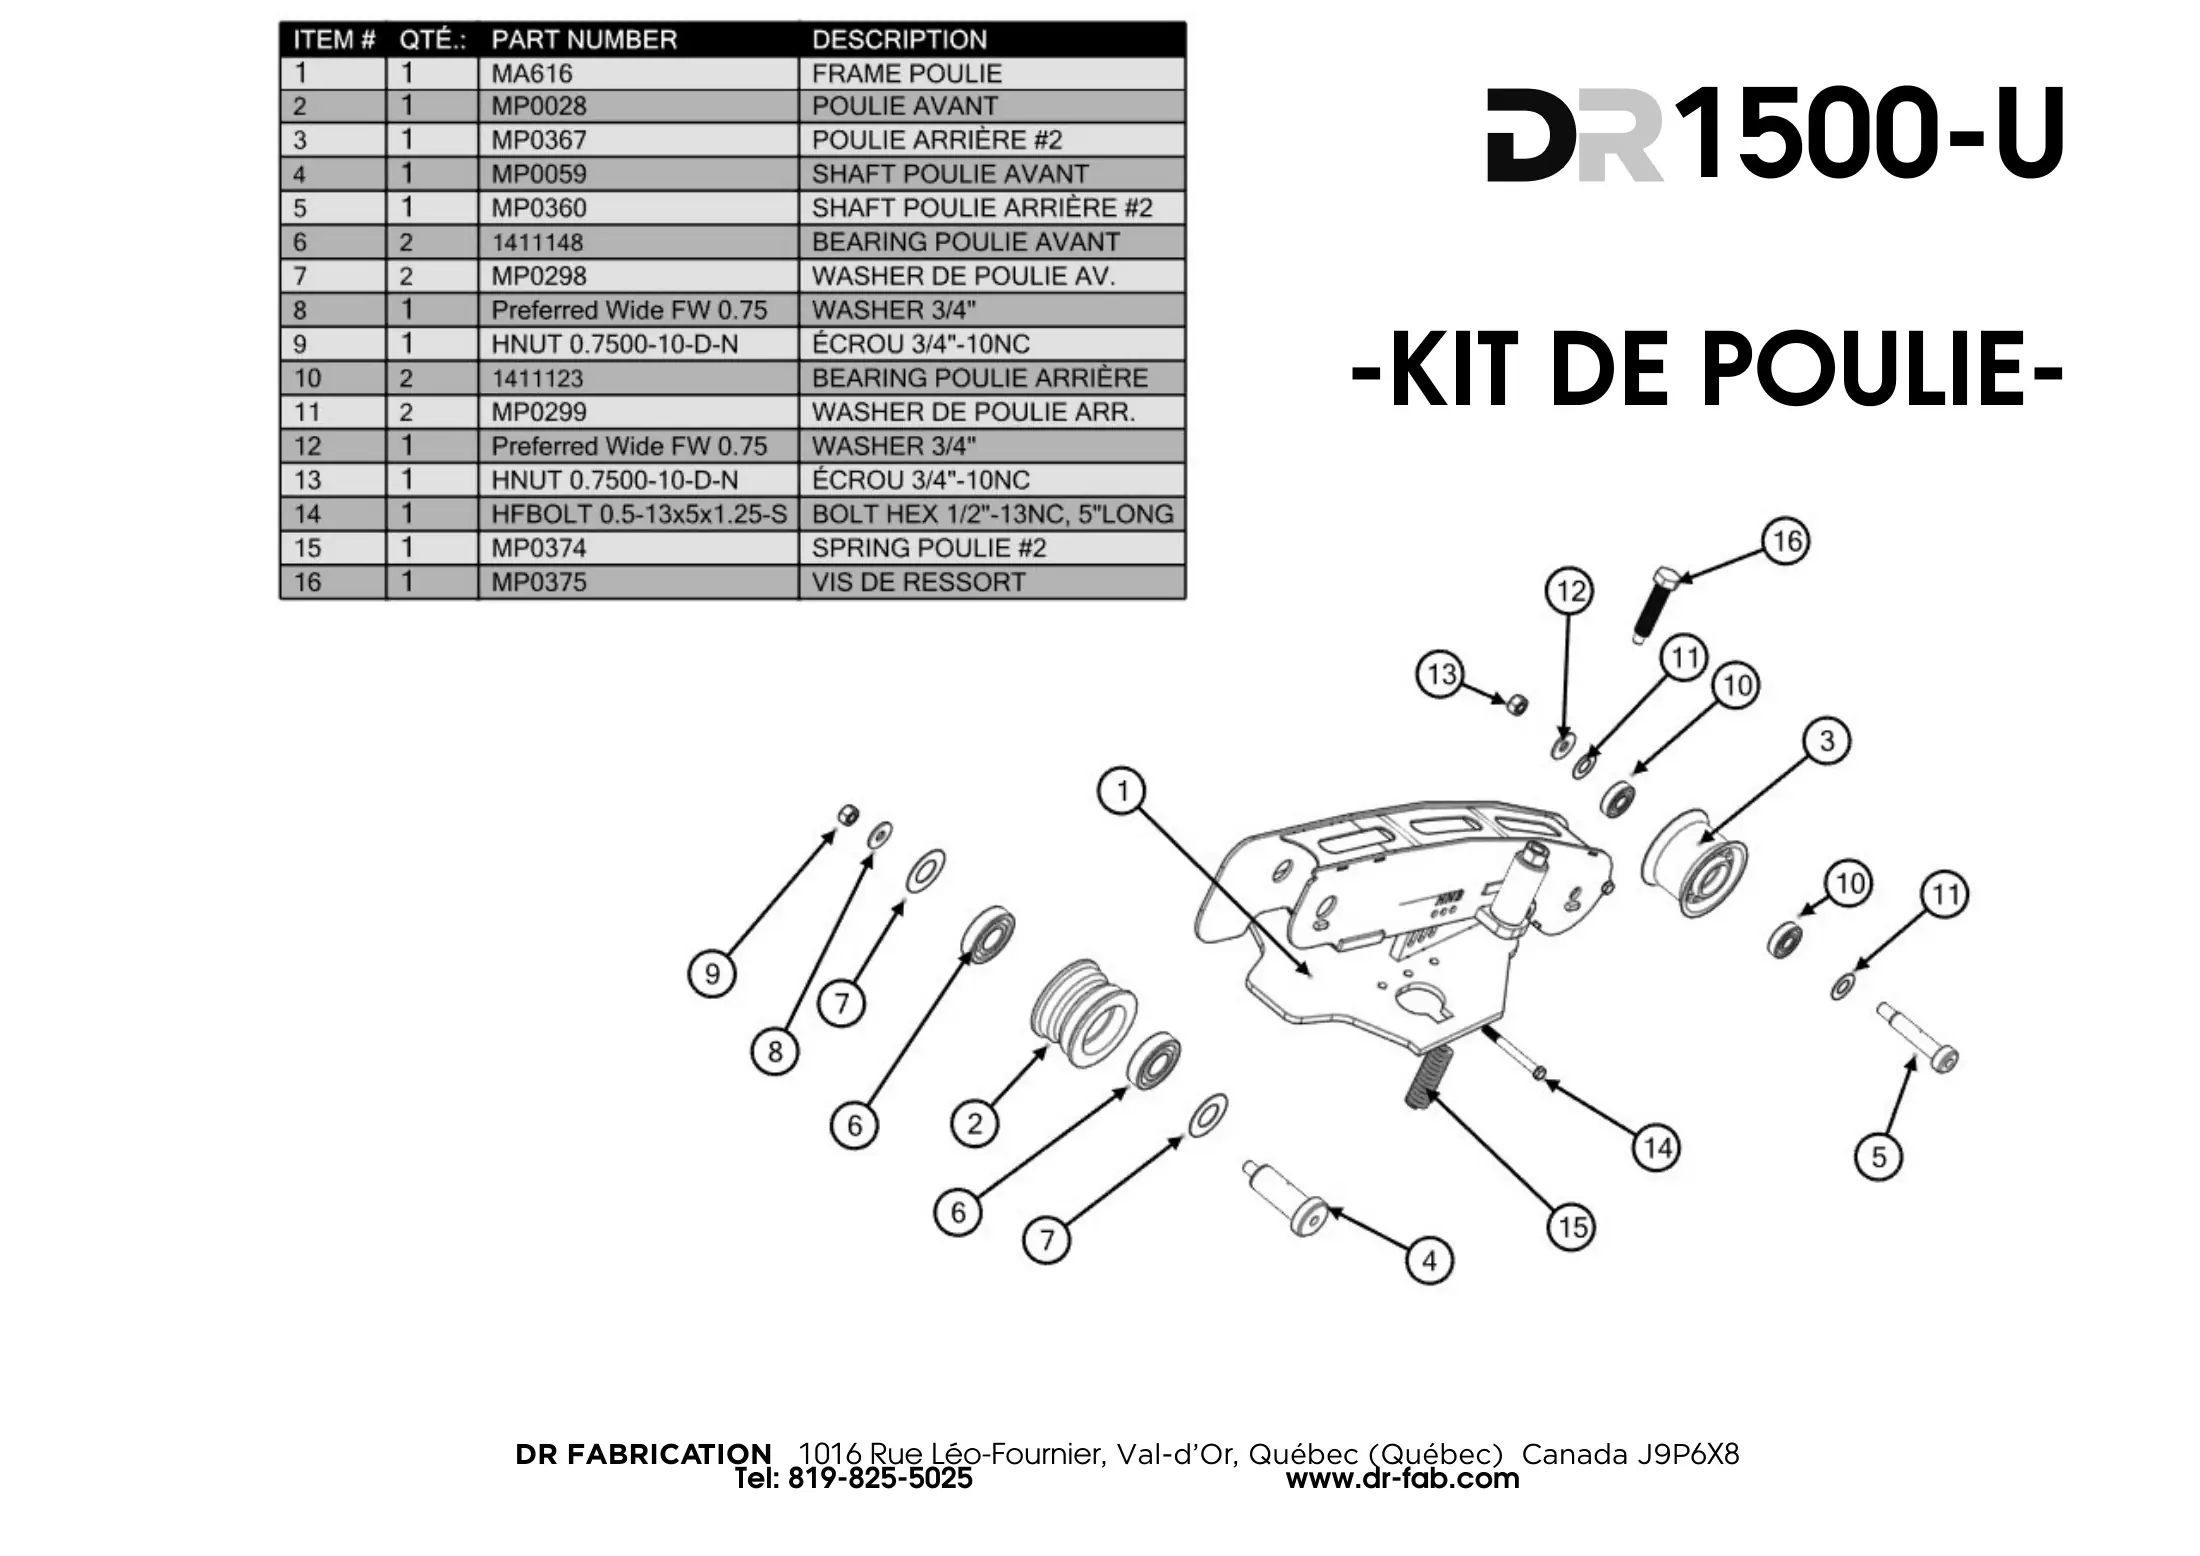 ITEM # QTÉ.: PART NUMBER DESCRIPTION
1 1 MA616 FRAME POULIE
2 1 MP0028 POULIE AVANT
3 1 MP0367 POULIE ARRIÈRE #2
4 1 MP0059 SHAFT POULIE AVANT
5 1 MP0360 SHAFT POULIE ARRIÈRE #2
6 2 1411148 BEARING POULIE AVANT
7 2 MP0298 WASHER DE POULIE AV.
8 1 Preferred Wide FW 0.75 WASHER 3/4"
9 1 HNUT 0.7500-10-D-N ÉCROU 3/4"-10NC
10 2 1411123 BEARING POULIE ARRIÈRE
11 2 MP0299 WASHER DE POULIE ARR.
12 1 Preferred Wide FW 0.75 WASHER 3/4"
13 1 HNUT 0.7500-10-D-N ÉCROU 3/4"-10NC
14 1 HFBOLT 0.5-13x5x1.25-S BOLT HEX 1/2"-13NC, 5"LONG
15 1 MP0374 SPRING POULIE #2
16 1 MP0375 VIS DE RESSORT
DR1500-U
-KIT DE POULIE-
16
12
11
13
10
3
1
10
11
9
7
8
6
2
14
5
6
7
15
4
DR FABRICATION 1016 Rue Léo-Fournier, Val-d'Or, Québec (Québec) Canada J9P6X8
Tel: 819-825-5025 www.dr-fab.com